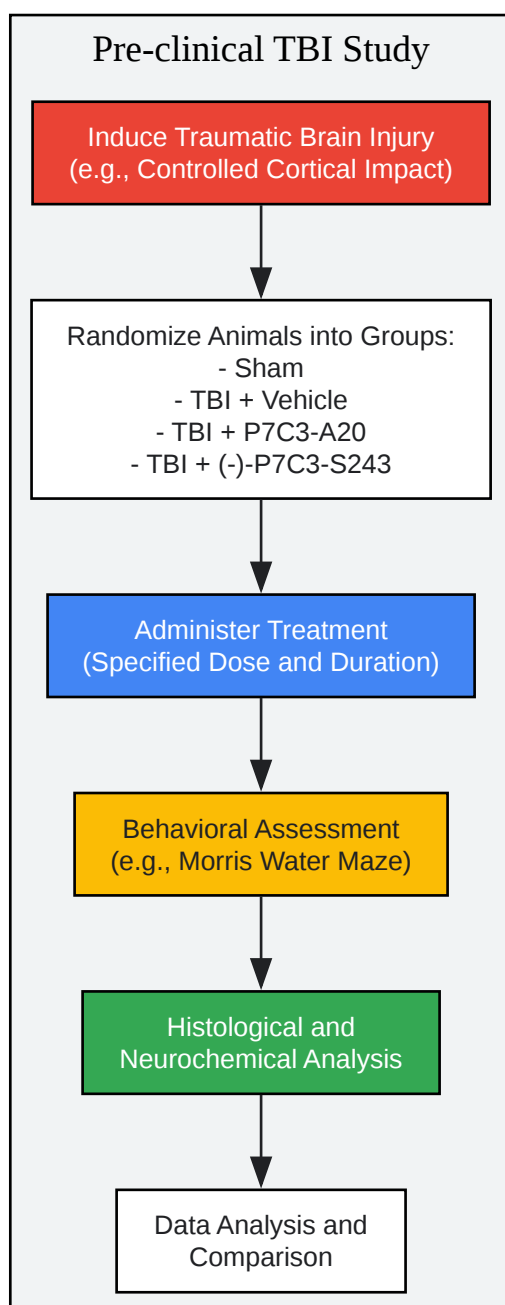 Pre-clinical TBI Study
Induce Traumatic Brain Injury
(e.g., Controlled Cortical Impact)
Randomize Animals into Groups:
- Sham
- TBI + Vehicle
- TBI + P7C3-A20
- TBI + (-)-P7C3-S243
Administer Treatment
(Specified Dose and Duration)
Behavioral Assessment
(e.g., Morris Water Maze)
Histological and
Neurochemical Analysis
Data Analysis and
Comparison